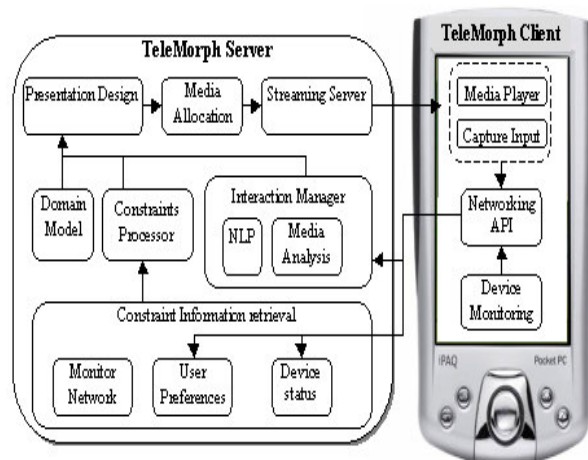 TeleMorph Server
Presentation Design
Media
Allocation
Streaming Server
Domain
Model
Constraints
Processor
Interaction Manager
NLP
Media
Analysis
Constraint Information retrieval
Monitor
Network
User
Preferences
Device
status
TeleMorph Client
Media Player
Capture Input
Networking
API
Device
Monitoring
iPAQ
Pocket PC